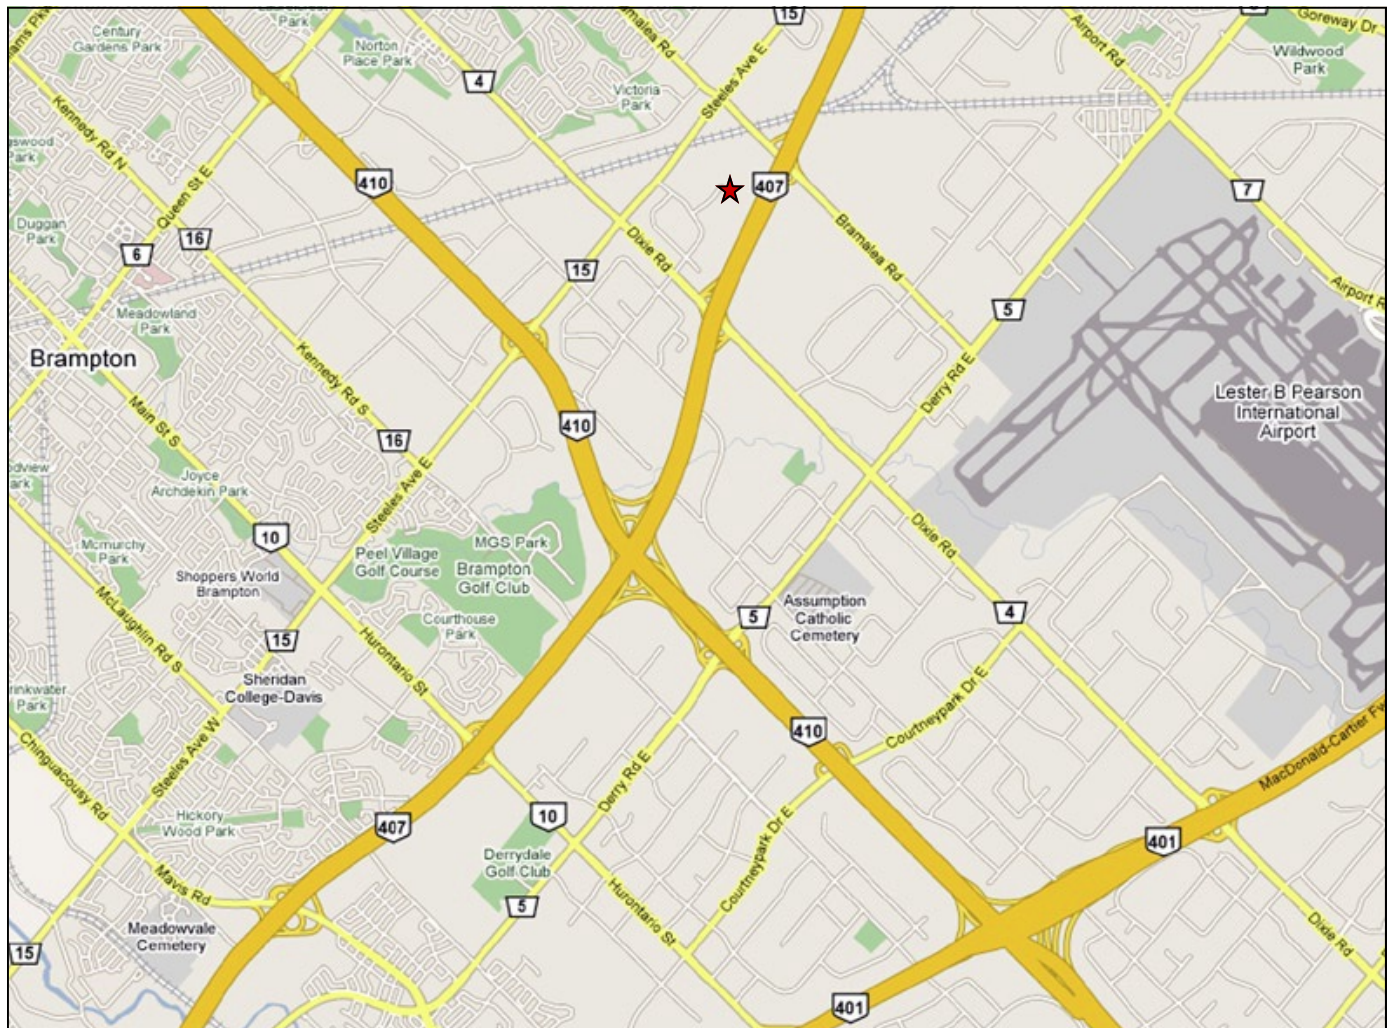 15
Goreway Dr
Century
Gardens Park
Norton
Place Park
Airport Rd
Wildwood
Park
4
Victoria
Park
Steeles Ave E
Kennedy Rd N
Park
410
407
7
Queen St E
Duggan
Park
16
6
Dixie Rd
Bramalea Rd
15
Airport R
Meadowland
Park
5
Brampton
Kennedy Rd S
Derry Rd E
Lester B Pearson
International
Airport
Main St S
410
16
Joyce
Archdekin Park
Steeles Ave E
10
Dixie Rd
MGS Park
Mcmurchy
Park
Peel Village
Golf Course
Brampton
Golf Club
Shoppers World
Brampton
Assumption
Catholic
Cemetery
5
4
McLaughlin Rd S
Courthouse
Park
15
Hurontario St
Sheridan
College-Davis
Park
Courtneypark Dr E
410
Steeles Ave W
MacDonald-Cartier Fw
Chinguacousy Rd
Derry Rd E
Hickory
Wood Park
407
10
Courtneypark Dr E
401
Derrydale
Golf Club
Mavis Rd
5
Hurontario St
Meadowvale
Cemetery
Dixie Rd
15
401